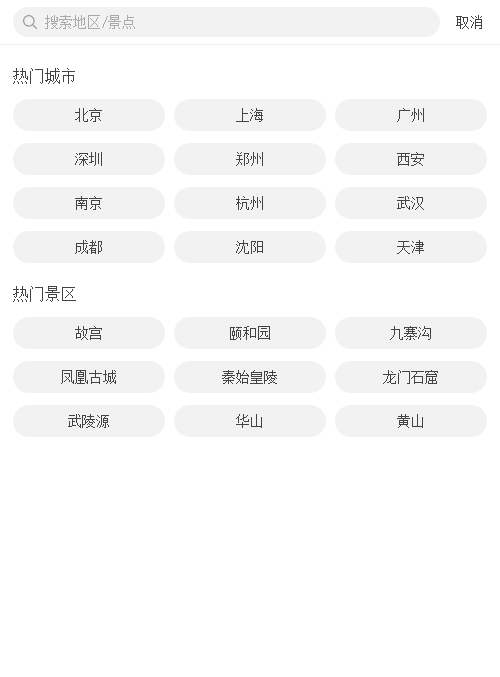 搜索地区/景点 取消
热门城市
北京 上海 广州
深圳 郑州 西安
南京 杭州 武汉
成都 沈阳 天津
热门景区
故宫 颐和园 九寨沟
凤凰古城 秦始皇陵 龙门石窟
武陵源 华山 黄山